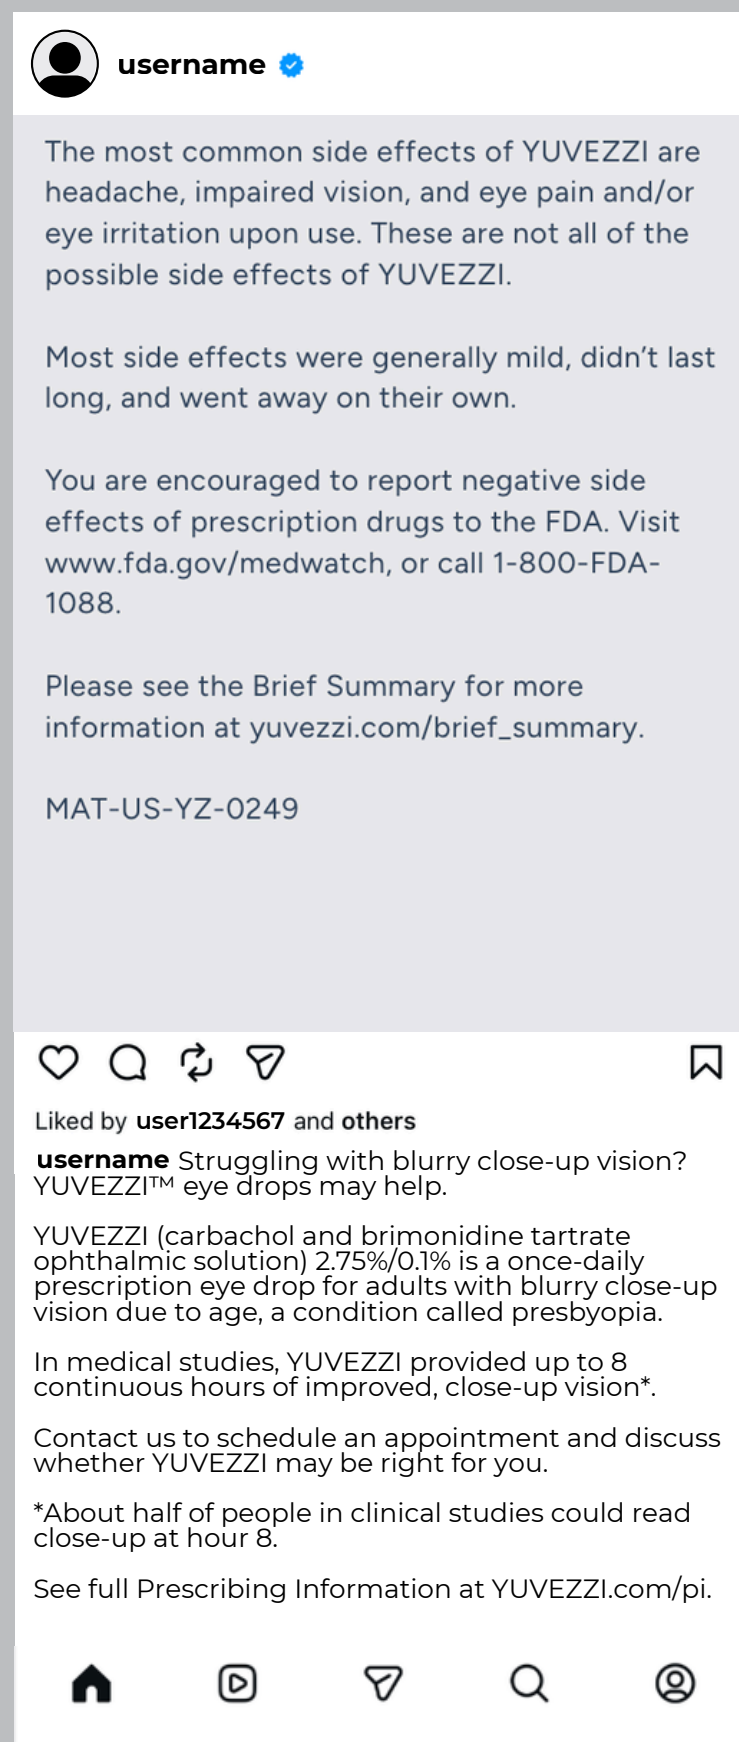 username
The most common side effects of YUVEZZI are
headache, impaired vision, and eye pain and/or
eye irritation upon use. These are not all of the
possible side effects of YUVEZZI.
Most side effects were generally mild, didn’t last
long, and went away on their own.
You are encouraged to report negative side
effects of prescription drugs to the FDA. Visit
www.fda.gov/medwatch, or call 1-800-FDA-
1088.
Please see the Brief Summary for more
information at yuvezzi.com/brief_summary.
MAT-US-YZ-0249
Liked by user1234567 and others
username Struggling with blurry close-up vision?
YUVEZZI™ eye drops may help.
YUVEZZI (carbachol and brimonidine tartrate
ophthalmic solution) 2.75%/0.1% is a once-daily
prescription eye drop for adults with blurry close-up
vision due to age, a condition called presbyopia.
In medical studies, YUVEZZI provided up to 8
continuous hours of improved, close-up vision*.
Contact us to schedule an appointment and discuss
whether YUVEZZI may be right for you.
*About half of people in clinical studies could read
close-up at hour 8.
See full Prescribing Information at YUVEZZI.com/pi.